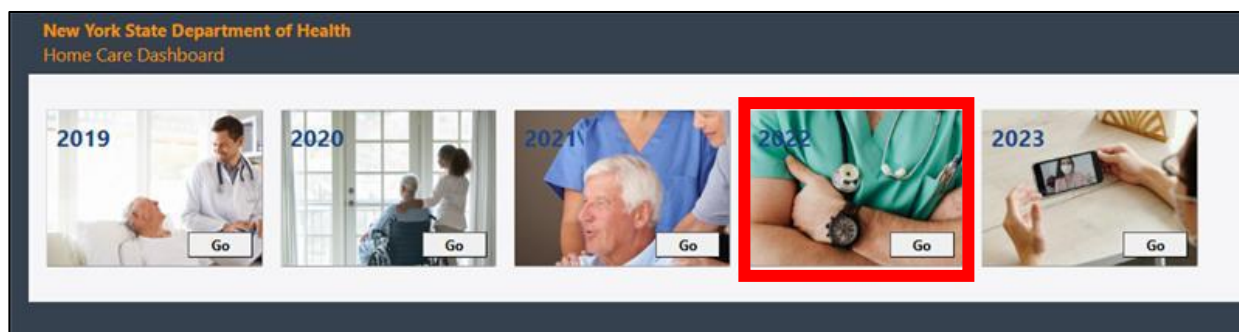 New York State Department of Health
Home Care Dashboard
2019
2020
2021
2022
2023
Go
Go
Go
Go
Go